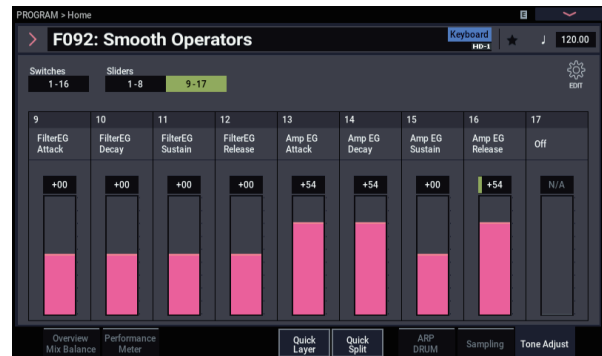 PROGRAM > Home
E
F092: Smooth Operators
Keyboard
HD-1
♩ 120.00
Switches
Sliders
1-16
1-8
9-17
EDIT
9 10 11 12 13 14 15 16 17
FilterEG FilterEG FilterEG FilterEG Amp EG Amp EG Amp EG Amp EG Off
Attack Decay Sustain Release Attack Decay Sustain Release
+00 +00 +00 +00 +54 +54 +00 +54 N/A
Overview Performance Quick Quick ARP Sampling Tone Adjust
Mix Balance Meter Layer Split DRUM